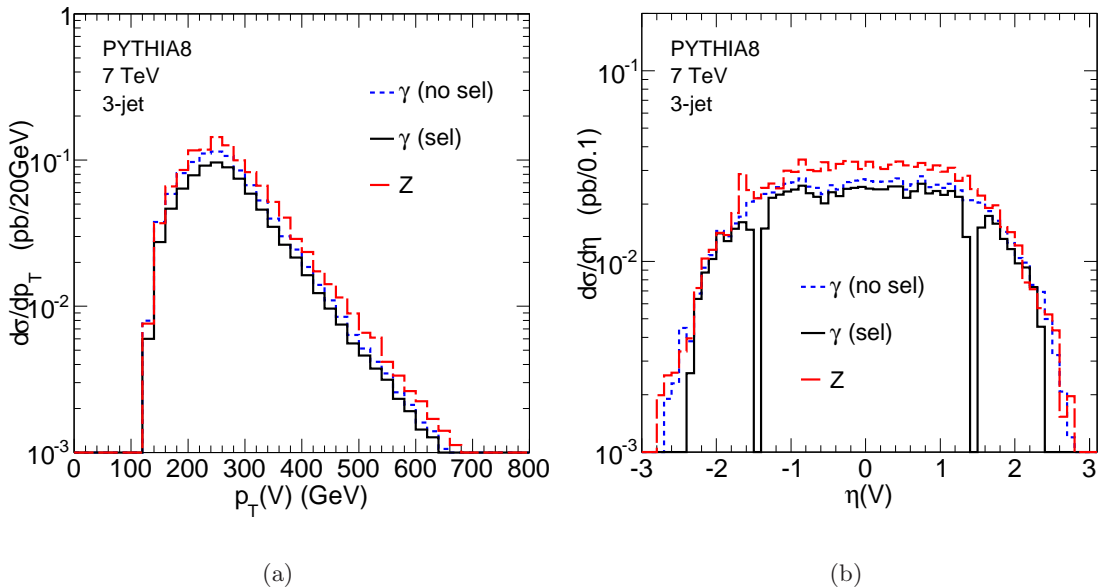 PYTHIA8
7 TeV
3-jet
γ (no sel)
γ (sel)
Z
dσ/dp_T (pb/20GeV)
1
10^-1
10^-2
10^-3
0 100 200 300 400 500 600 700 800
p_T(V) (GeV)
(a)
PYTHIA8
7 TeV
3-jet
γ (no sel)
γ (sel)
Z
dσ/dη (pb/0.1)
10^-1
10^-2
10^-3
-3 -2 -1 0 1 2 3
η(V)
(b)